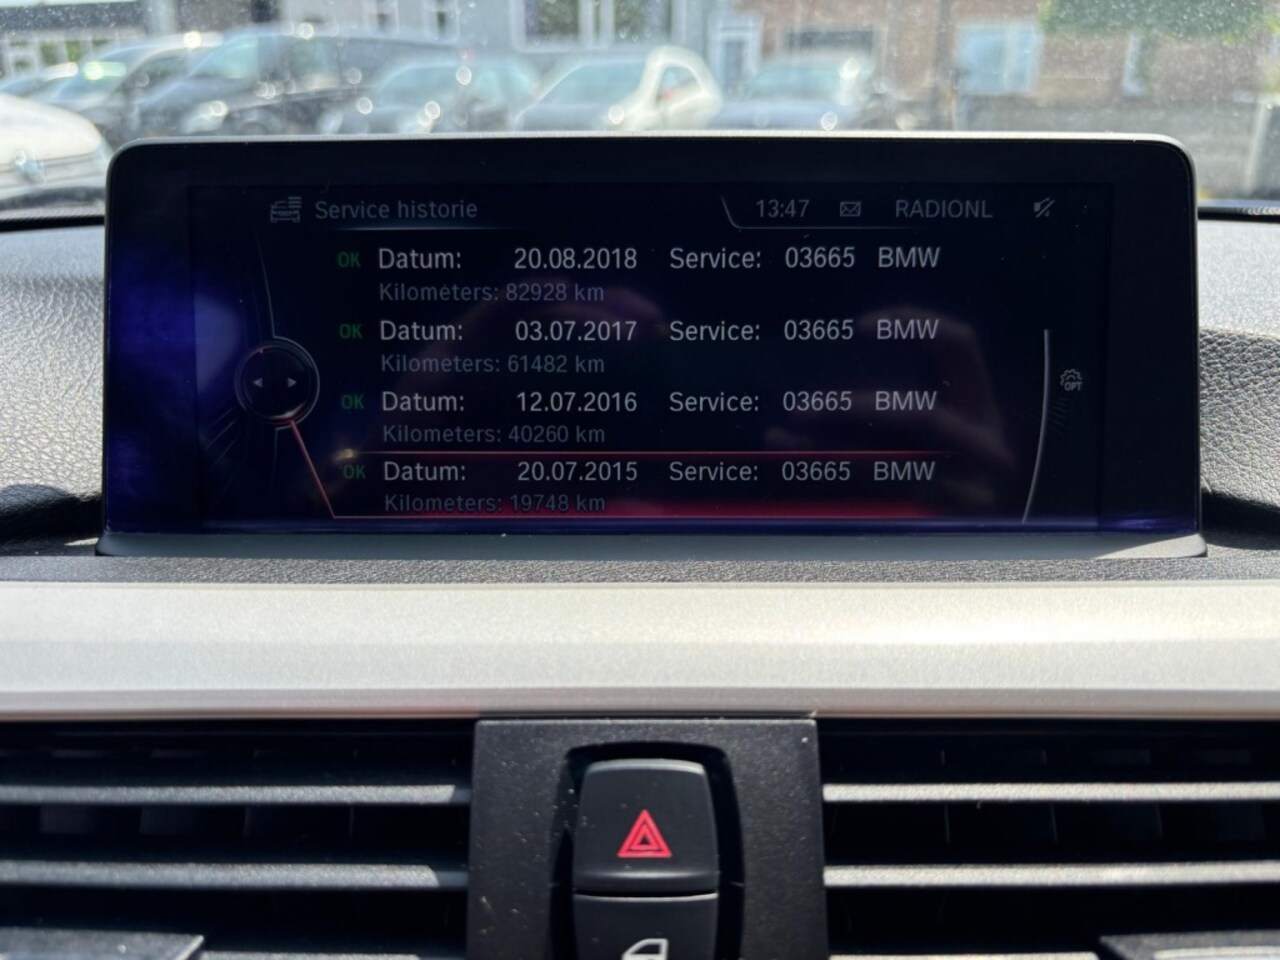 Service historie 13:47 RADIONL
OK Datum: 20.08.2018 Service: 03665 BMW
Kilometers: 82928 km
OK Datum: 03.07.2017 Service: 03665 BMW
Kilometers: 61482 km
OK Datum: 12.07.2016 Service: 03665 BMW
Kilometers: 40260 km
OK Datum: 20.07.2015 Service: 03665 BMW
Kilometers: 19748 km
OPT